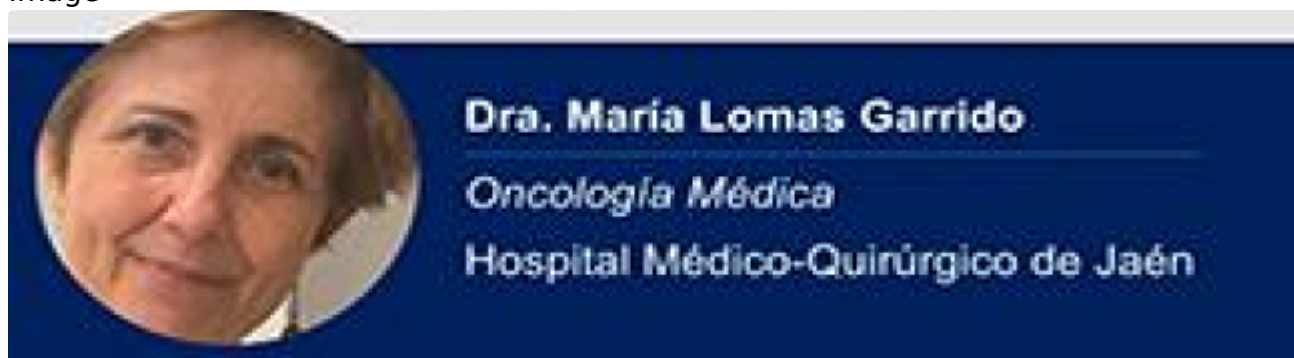 Dra. María Lomas Garrido
Oncología Médica
Hospital Médico-Quirúrgico de Jaén